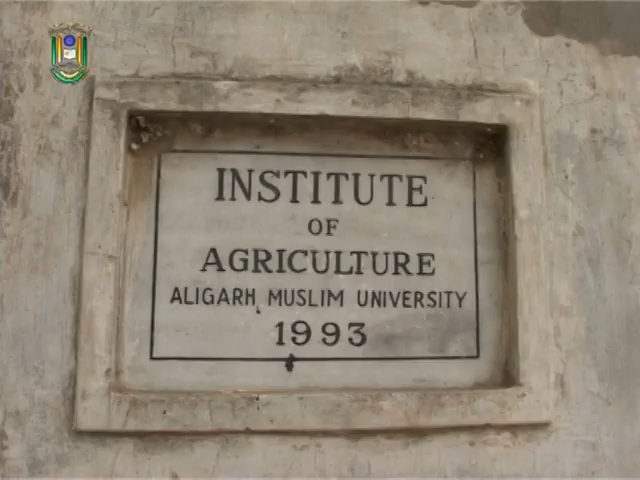 INSTITUTE
OF
AGRICULTURE
ALIGARH MUSLIM UNIVERSITY
1993